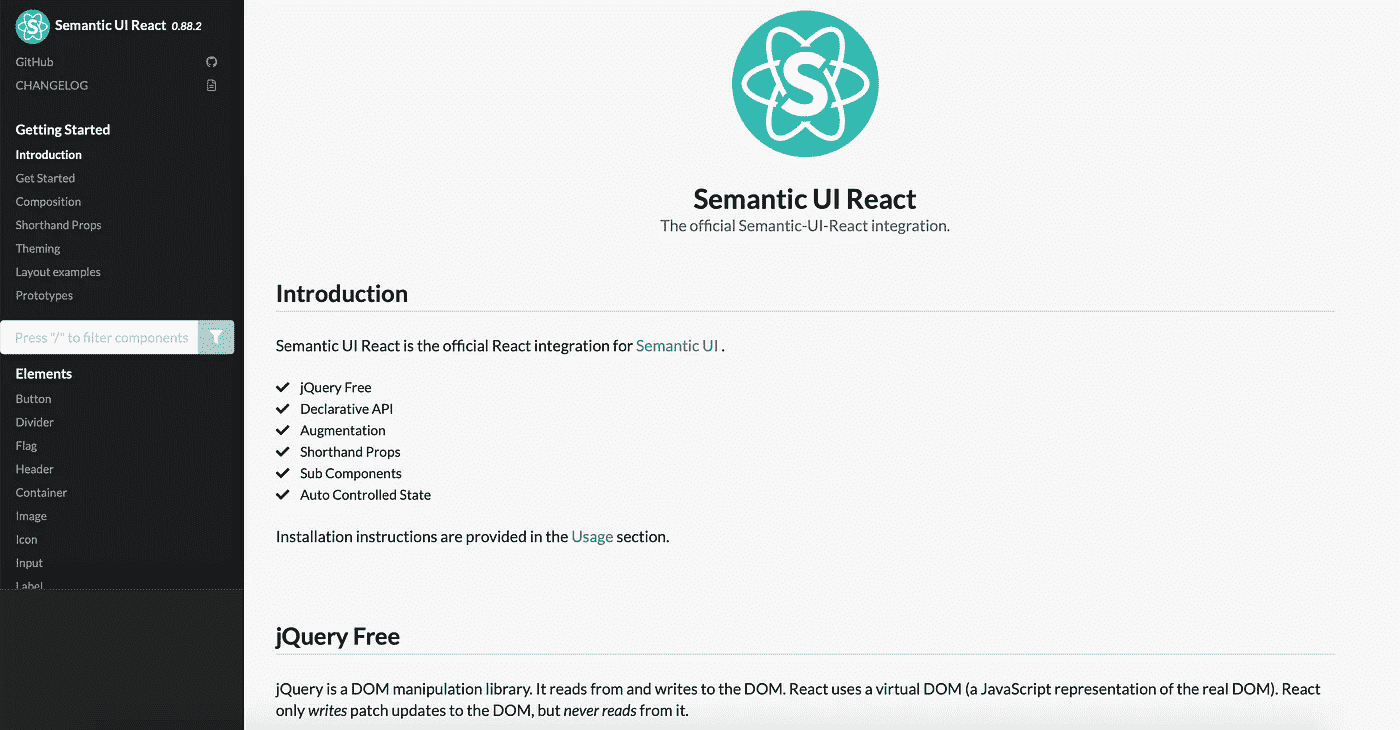 Semantic UI React 0.88.2
GitHub
CHANGELOG
Getting Started
Introduction
Get Started
Composition
Shorthand Props
Theming
Layout examples
Prototypes
Press "/" to filter components
Elements
Button
Divider
Flag
Header
Container
Image
Icon
Input
Label
S
Semantic UI React
The official Semantic-UI-React integration.
Introduction
Semantic UI React is the official React integration for Semantic UI .
jQuery Free
Declarative API
Augmentation
Shorthand Props
Sub Components
Auto Controlled State
Installation instructions are provided in the Usage section.
jQuery Free
jQuery is a DOM manipulation library. It reads from and writes to the DOM. React uses a virtual DOM (a JavaScript representation of the real DOM). React
only writes patch updates to the DOM, but never reads from it.